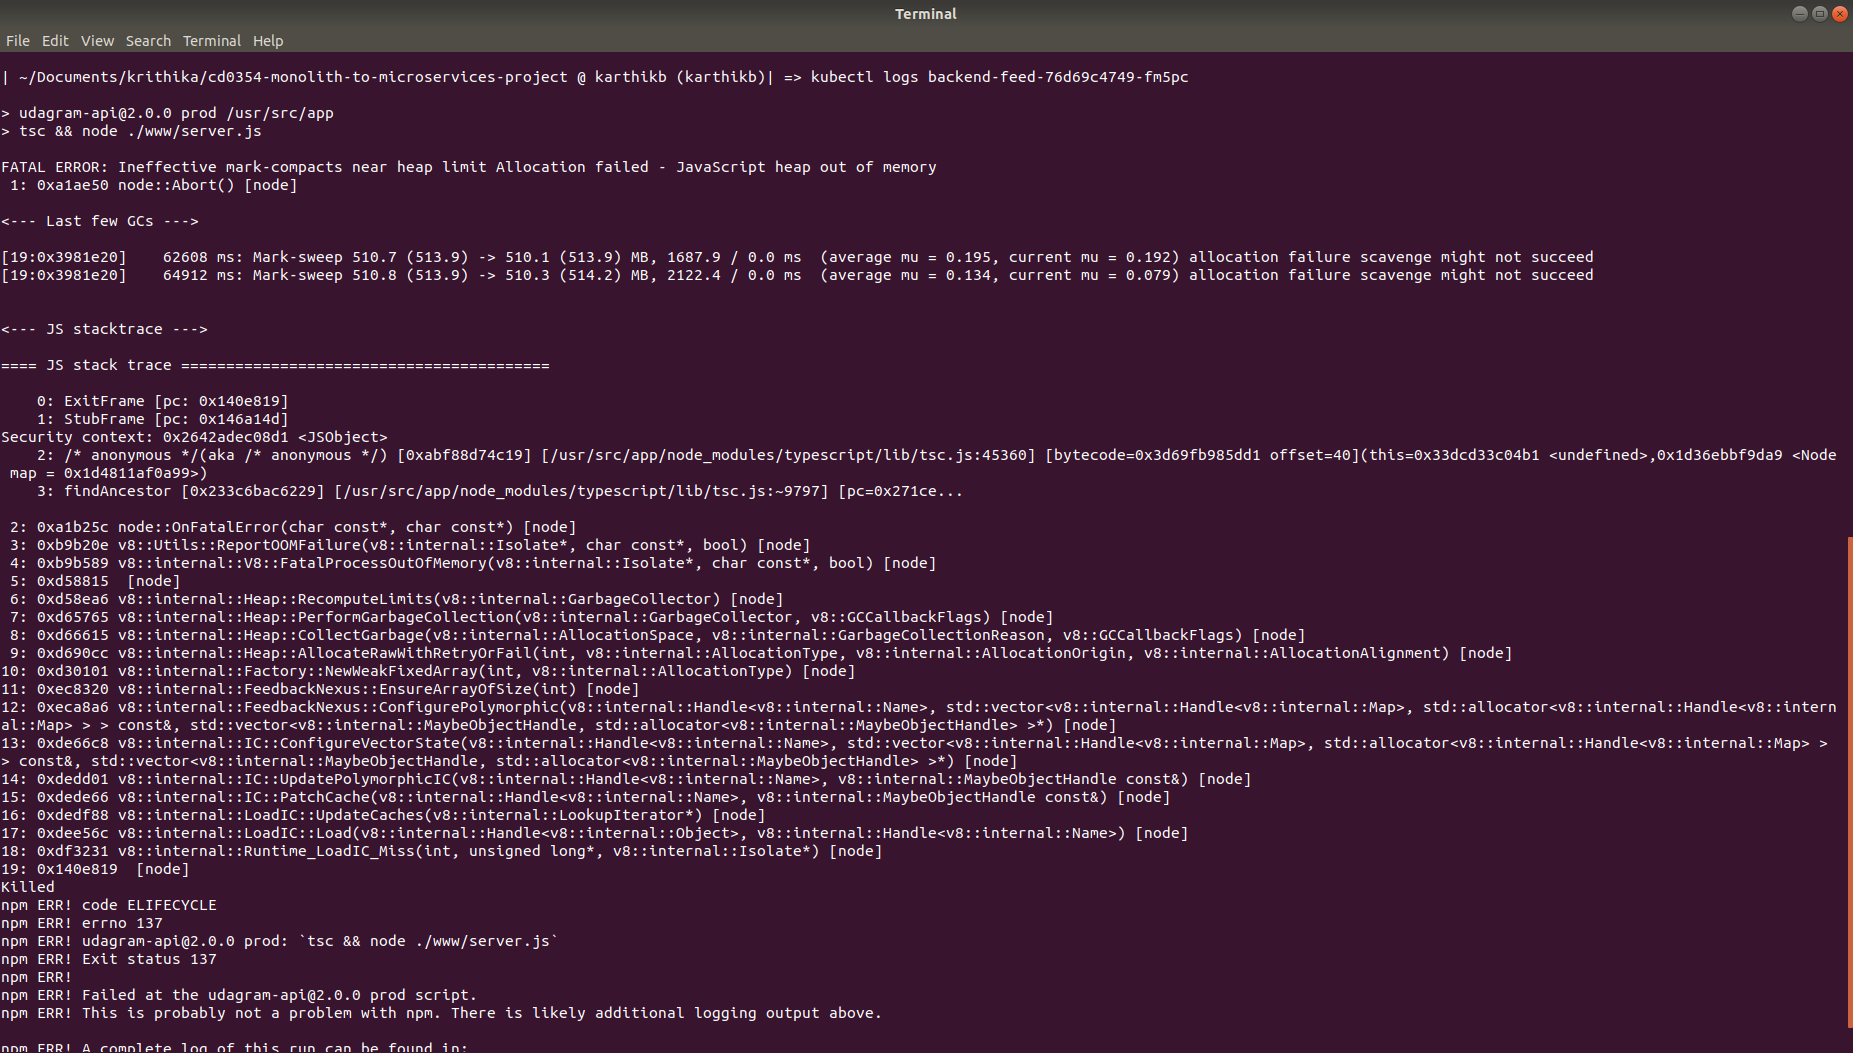 Terminal
File Edit View Search Terminal Help
| ~/Documents/krithika/cd0354-monolith-to-microservices-project @ karthikb (karthikb)| => kubectl logs backend-feed-76d69c4749-fm5pc
> udagram-api@2.0.0 prod /usr/src/app
> tsc && node ./www/server.js
FATAL ERROR: Ineffective mark-compacts near heap limit Allocation failed - JavaScript heap out of memory
 1: 0xa1ae50 node::Abort() [node]
<--- Last few GCs --->
[19:0x3981e20]    62608 ms: Mark-sweep 510.7 (513.9) -> 510.1 (513.9) MB, 1687.9 / 0.0 ms  (average mu = 0.195, current mu = 0.192) allocation failure scavenge might not succeed
[19:0x3981e20]    64912 ms: Mark-sweep 510.8 (513.9) -> 510.3 (514.2) MB, 2122.4 / 0.0 ms  (average mu = 0.134, current mu = 0.079) allocation failure scavenge might not succeed
<--- JS stacktrace --->
==== JS stack trace =========================================
    0: ExitFrame [pc: 0x140e819]
    1: StubFrame [pc: 0x146a14d]
Security context: 0x2642adec08d1 <JSObject>
    2: /* anonymous */(aka /* anonymous */) [0xabf88d74c19] [/usr/src/app/node_modules/typescript/lib/tsc.js:45360] [bytecode=0x3d69fb985dd1 offset=40](this=0x33dcd33c04b1 <undefined>,0x1d36ebbf9da9 <Node
 map = 0x1d4811af0a99>)
    3: findAncestor [0x233c6bac6229] [/usr/src/app/node_modules/typescript/lib/tsc.js:~9797] [pc=0x271ce...
 2: 0xa1b25c node::OnFatalError(char const*, char const*) [node]
 3: 0xb9b20e v8::Utils::ReportOOMFailure(v8::internal::Isolate*, char const*, bool) [node]
 4: 0xb9b589 v8::internal::V8::FatalProcessOutOfMemory(v8::internal::Isolate*, char const*, bool) [node]
 5: 0xd58815  [node]
 6: 0xd58ea6 v8::internal::Heap::RecomputeLimits(v8::internal::GarbageCollector) [node]
 7: 0xd65765 v8::internal::Heap::PerformGarbageCollection(v8::internal::GarbageCollector, v8::GCCallbackFlags) [node]
 8: 0xd66615 v8::internal::Heap::CollectGarbage(v8::internal::AllocationSpace, v8::internal::GarbageCollectionReason, v8::GCCallbackFlags) [node]
 9: 0xd690cc v8::internal::Heap::AllocateRawWithRetryOrFail(int, v8::internal::AllocationType, v8::internal::AllocationOrigin, v8::internal::AllocationAlignment) [node]
10: 0xd30101 v8::internal::Factory::NewWeakFixedArray(int, v8::internal::AllocationType) [node]
11: 0xec8320 v8::internal::FeedbackNexus::EnsureArrayOfSize(int) [node]
12: 0xeca8a6 v8::internal::FeedbackNexus::ConfigurePolymorphic(v8::internal::Handle<v8::internal::Name>, std::vector<v8::internal::Handle<v8::internal::Map>, std::allocator<v8::internal::Handle<v8::intern
al::Map> > > const&, std::vector<v8::internal::MaybeObjectHandle, std::allocator<v8::internal::MaybeObjectHandle> >*) [node]
13: 0xde66c8 v8::internal::IC::ConfigureVectorState(v8::internal::Handle<v8::internal::Name>, std::vector<v8::internal::Handle<v8::internal::Map>, std::allocator<v8::internal::Handle<v8::internal::Map> >
> const&, std::vector<v8::internal::MaybeObjectHandle, std::allocator<v8::internal::MaybeObjectHandle> >*) [node]
14: 0xdedd01 v8::internal::IC::UpdatePolymorphicIC(v8::internal::Handle<v8::internal::Name>, v8::internal::MaybeObjectHandle const&) [node]
15: 0xdede66 v8::internal::IC::PatchCache(v8::internal::Handle<v8::internal::Name>, v8::internal::MaybeObjectHandle const&) [node]
16: 0xdedf88 v8::internal::LoadIC::UpdateCaches(v8::internal::LookupIterator*) [node]
17: 0xdee56c v8::internal::LoadIC::Load(v8::internal::Handle<v8::internal::Object>, v8::internal::Handle<v8::internal::Name>) [node]
18: 0xdf3231 v8::internal::Runtime_LoadIC_Miss(int, unsigned long*, v8::internal::Isolate*) [node]
19: 0x140e819  [node]
Killed
npm ERR! code ELIFECYCLE
npm ERR! errno 137
npm ERR! udagram-api@2.0.0 prod: `tsc && node ./www/server.js`
npm ERR! Exit status 137
npm ERR!
npm ERR! Failed at the udagram-api@2.0.0 prod script.
npm ERR! This is probably not a problem with npm. There is likely additional logging output above.
npm ERR! A complete log of this run can be found in: